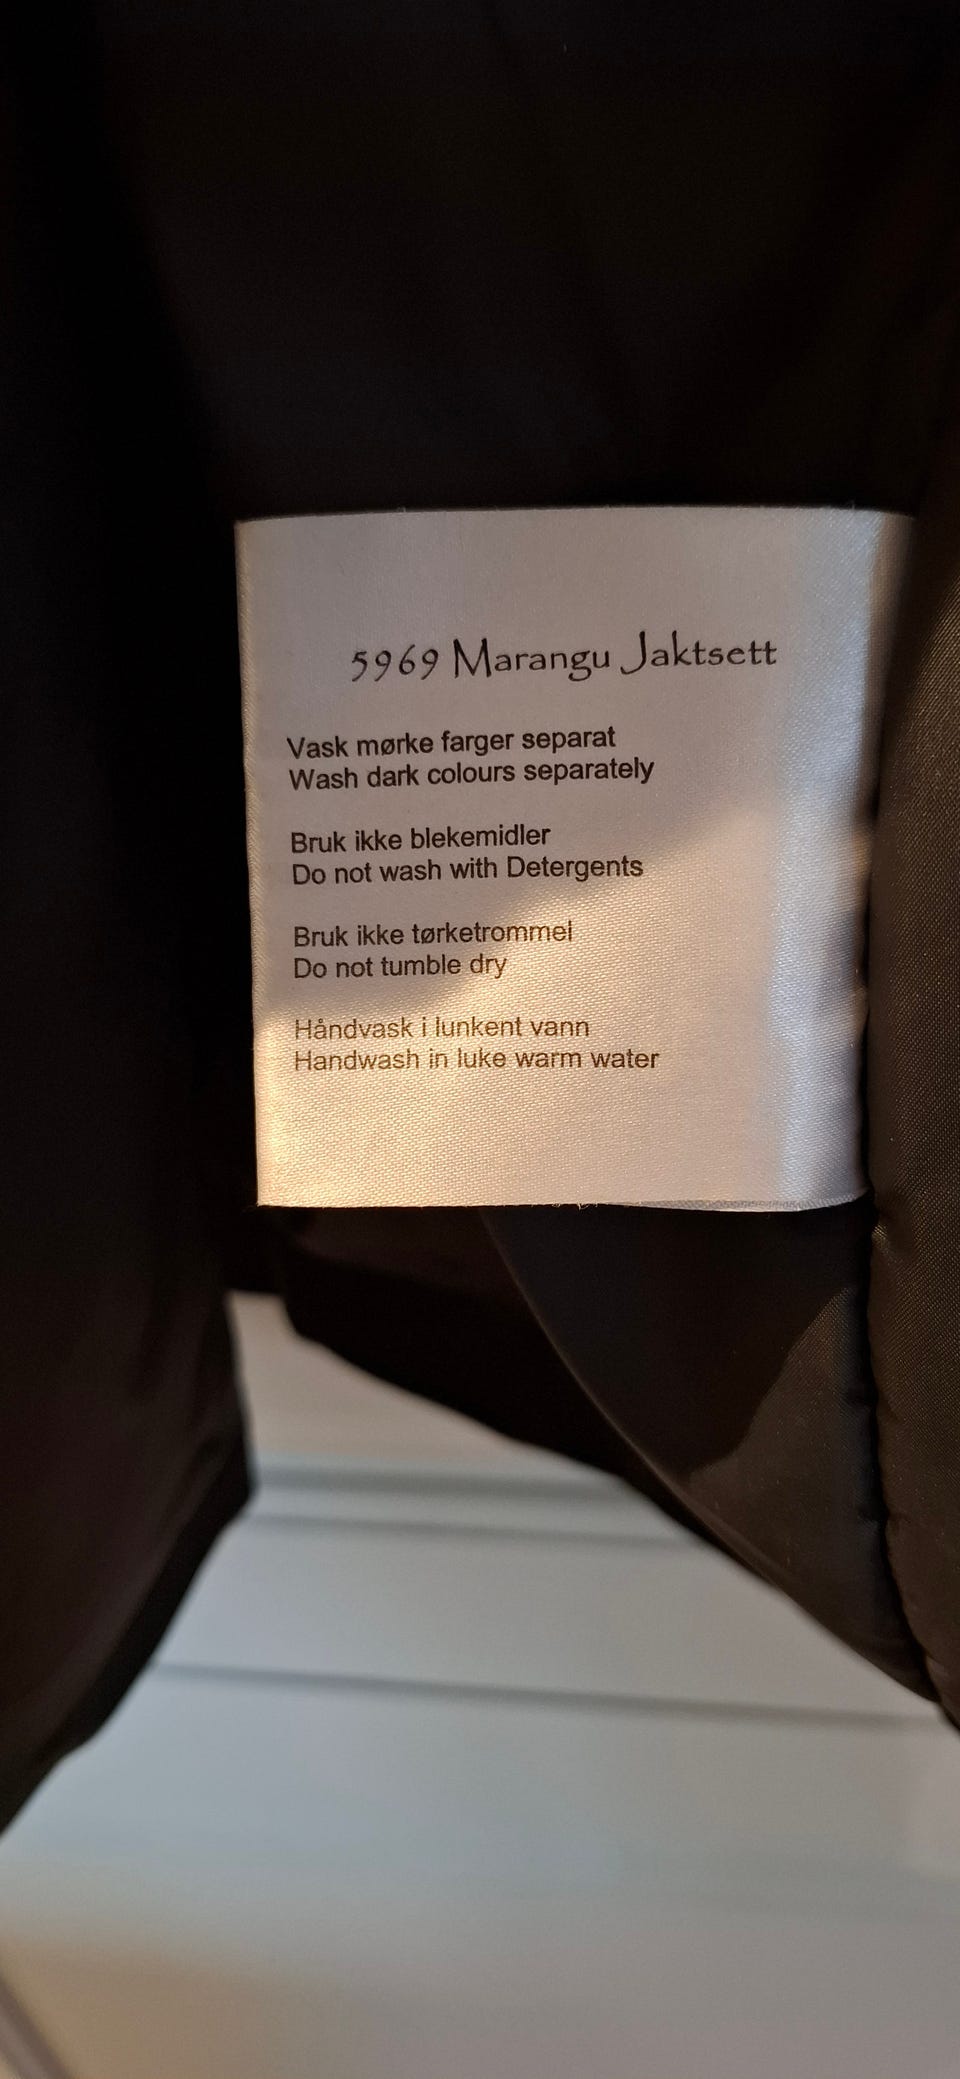 5969 Marangu Jaktsett
Vask mørke farger separat
Wash dark colours separately
Bruk ikke blekemidler
Do not wash with Detergents
Bruk ikke tørketrommel
Do not tumble dry
Håndvask i lunkent vann
Handwash in luke warm water